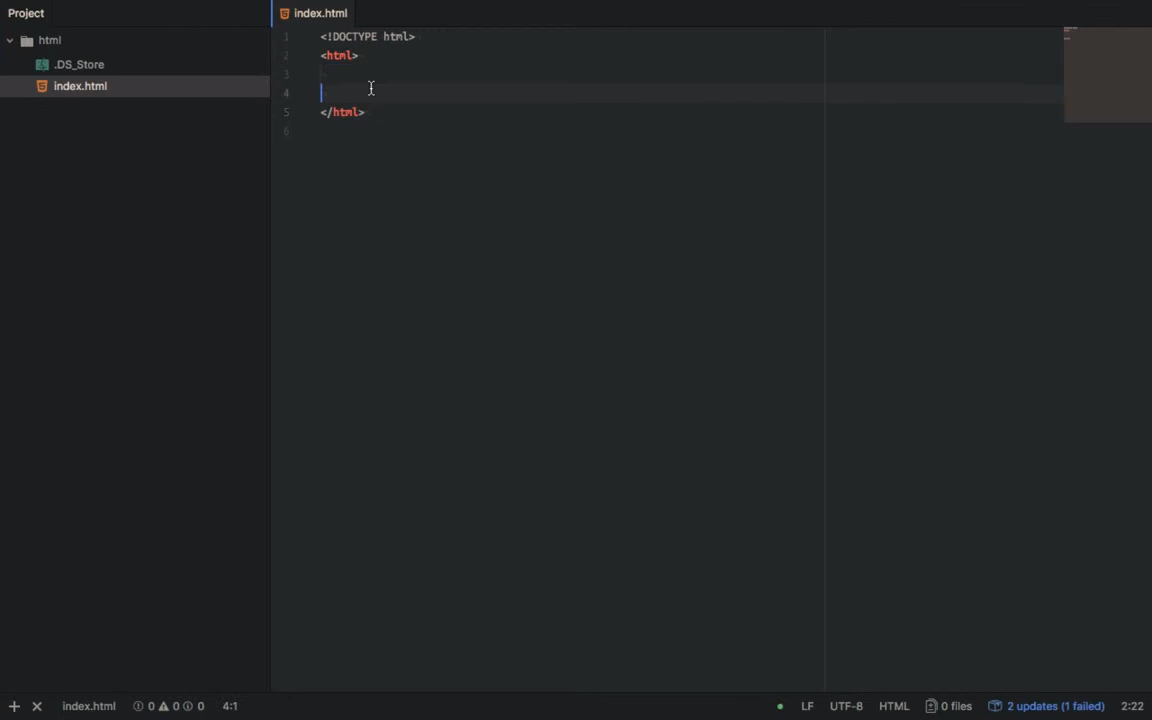 Project
html
.DS_Store
index.html
index.html
1 <!DOCTYPE html>
2 <html>
3
4
5 </html>
6
index.html 0 0 0 4:1
LF UTF-8 HTML 0 files 2 updates (1 failed) 2:22